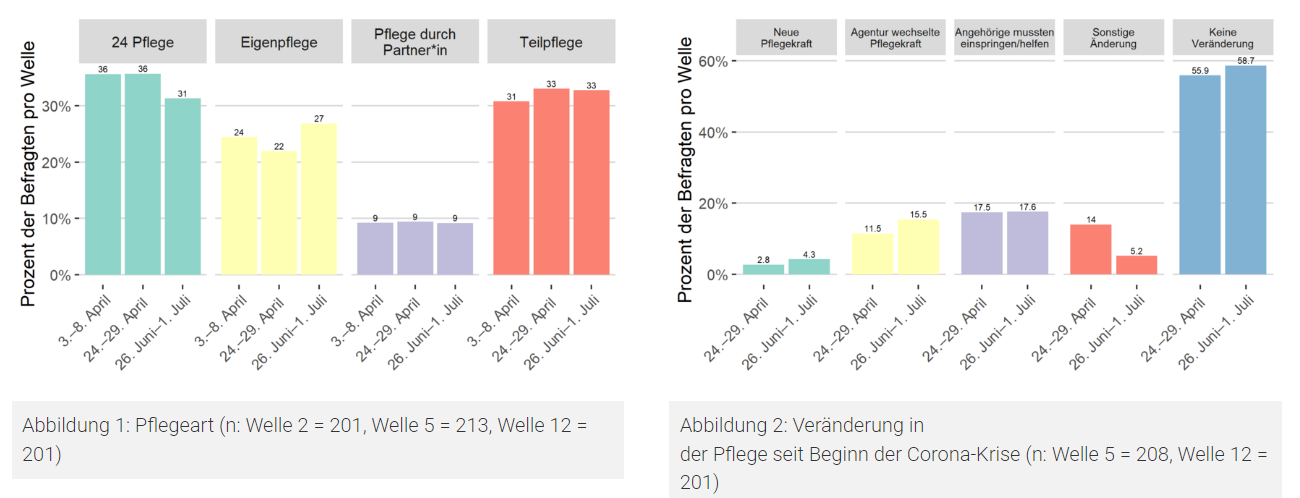 24 Pflege
Eigenpflege
Pflege durch
Partner*in
Teilpflege
Prozent der Befragten pro Welle
30%
20%
10%
0%
36
36
31
24
22
27
9
9
9
31
33
33
3.–8. April
24.–29. April
26. Juni–1. Juli
3.–8. April
24.–29. April
26. Juni–1. Juli
3.–8. April
24.–29. April
26. Juni–1. Juli
3.–8. April
24.–29. April
26. Juni–1. Juli
Abbildung 1: Pflegeart (n: Welle 2 = 201, Welle 5 = 213, Welle 12 =
201)
Neue
Pflegekraft
Agentur wechselte
Pflegekraft
Angehörige mussten
einspringen/helfen
Sonstige
Änderung
Keine
Veränderung
Prozent der Befragten pro Welle
60%
40%
20%
0%
2.8
4.3
11.5
15.5
17.5
17.6
14
5.2
55.9
58.7
24.–29. April
26. Juni–1. Juli
24.–29. April
26. Juni–1. Juli
24.–29. April
26. Juni–1. Juli
24.–29. April
26. Juni–1. Juli
24.–29. April
26. Juni–1. Juli
Abbildung 2: Veränderung in
der Pflege seit Beginn der Corona-Krise (n: Welle 5 = 208, Welle 12 =
201)